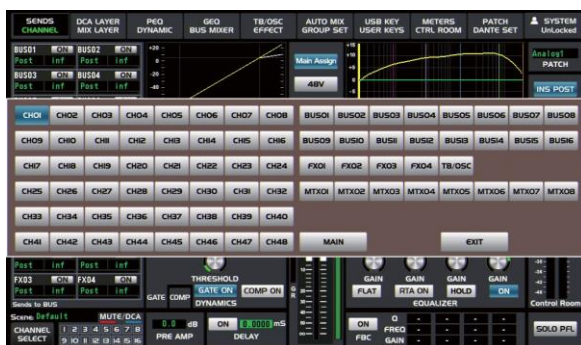 SENDS DCA LAYER PEQ GEQ TB/OSC AUTO MIX USB KEY METERS PATCH SYSTEM
CHANNEL MIX LAYER DYNAMIC BUS MIXER EFFECT GROUP SET USER KEYS CTRL ROOM DANTE SET UnLocked
BUS01 ON BUS02 ON +20 Main Assign +15 Analog1
Post inf Post inf PATCH
BUS03 ON BUS04 ON -20 48V
Post inf Post inf -40 INS POST
CH01 CH02 CH03 CH04 CH05 CH06 CH07 CH08 BUS01 BUS02 BUS03 BUS04 BUS05 BUS06 BUS07 BUS08
CH09 CH10 CH11 CH12 CH13 CH14 CH15 CH16 BUS09 BUS10 BUS11 BUS12 BUS13 BUS14 BUS15 BUS16
CH17 CH18 CH19 CH20 CH21 CH22 CH23 CH24 FX01 FX02 FX03 FX04 TB/OSC
CH25 CH26 CH27 CH28 CH29 CH30 CH31 CH32 MTX01 MTX02 MTX03 MTX04 MTX05 MTX06 MTX07 MTX08
CH33 CH34 CH35 CH36 CH37 CH38 CH39 CH40
CH41 CH42 CH43 CH44 CH45 CH46 CH47 CH48 MAIN EXIT
Post inf Post inf
FX03 ON FX04 ON THRESHOLD GAIN GAIN GAIN GAIN
Post inf Post inf GATE COMP GATE ON COMP ON FLAT RTA ON HOLD ON
Sends to BUS DYNAMICS EQUALIZER Control Room
Scene: Default MUTE/DCA Q
CHANNEL 1 2 3 4 5 6 7 8 0.0 dB ON 0.0000 mS ON FREQ SOLO PFL
SELECT 9 10 11 12 13 14 15 16 PRE AMP DELAY FBC GAIN